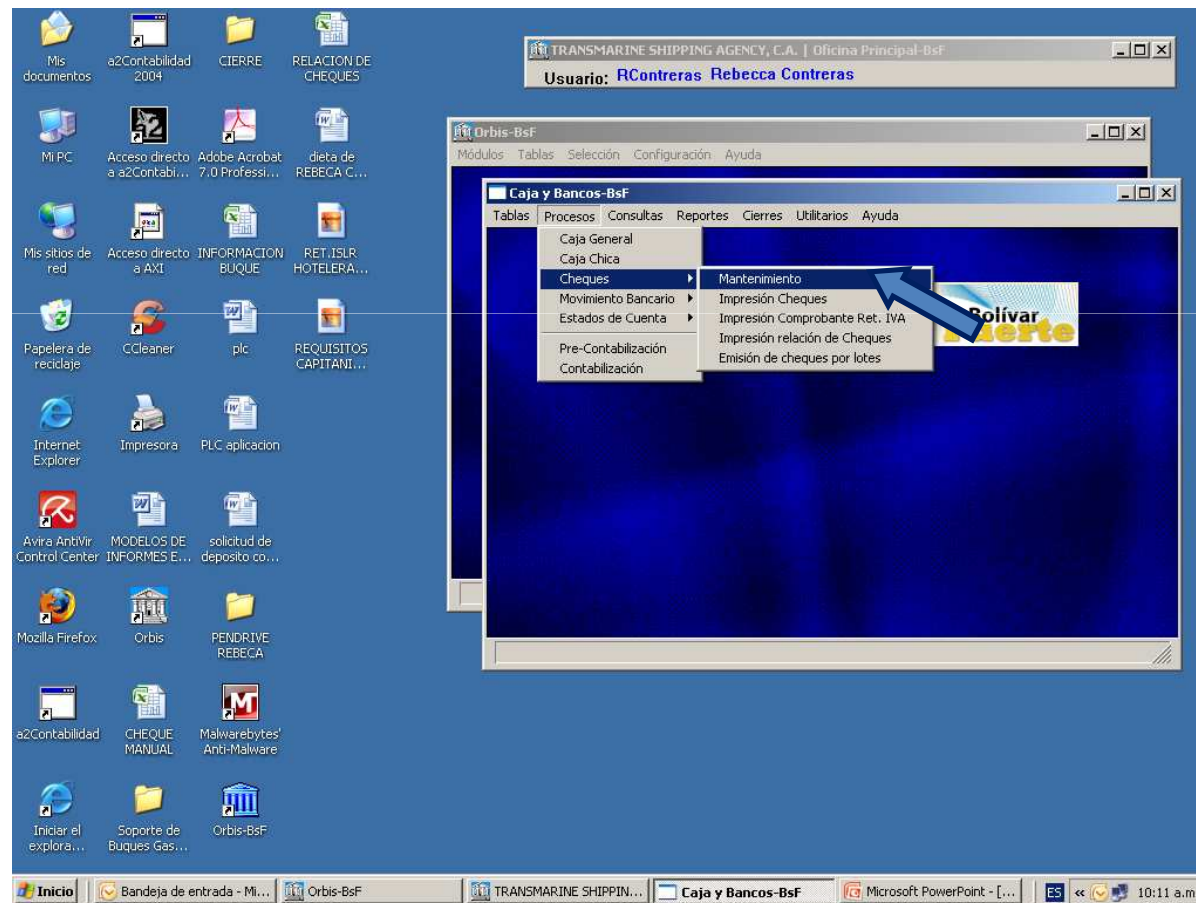 Mis
documentos
a2Contabilidad
2004
CIERRE
RELACION DE
CHEQUES
Mi PC
Acceso directo
a a2Contabi...
Adobe Acrobat
7.0 Professi...
dieta de
REBECA C...
Mis sitios de
red
Acceso directo
a AXI
INFORMACION
BUQUE
RET.ISLR
HOTELERA...
Papelera de
reciclaje
CCleaner
plc
REQUISITOS
CAPITANI...
Internet
Explorer
Impresora
PLC aplicacion
Avira AntiVir
Control Center
MODELOS DE
INFORMES E...
solicitud de
deposito co...
Mozilla Firefox
Orbis
PENDRIVE
REBECA
a2Contabilidad
CHEQUE
MANUAL
Malwarebytes'
Anti-Malware
Iniciar el
explora...
Soporte de
Buques Gas...
Orbis-BsF
TRANSMARINE SHIPPING AGENCY, C.A. | Oficina Principal-BsF
Usuario: RContreras Rebecca Contreras
Orbis-BsF
Módulos Tablas Selección Configuración Ayuda
Caja y Bancos-BsF
Tablas Procesos Consultas Reportes Cierres Utilitarios Ayuda
Caja General
Caja Chica
Cheques
Movimiento Bancario
Estados de Cuenta
Pre-Contabilización
Contabilización
Mantenimiento
Impresión Cheques
Impresión Comprobante Ret. IVA
Impresión relación de Cheques
Emisión de cheques por lotes
Bolívar
Fuerte
Inicio
Bandeja de entrada - Mi...
Orbis-BsF
TRANSMARINE SHIPPIN...
Caja y Bancos-BsF
Microsoft PowerPoint - [...
ES
10:11 a.m